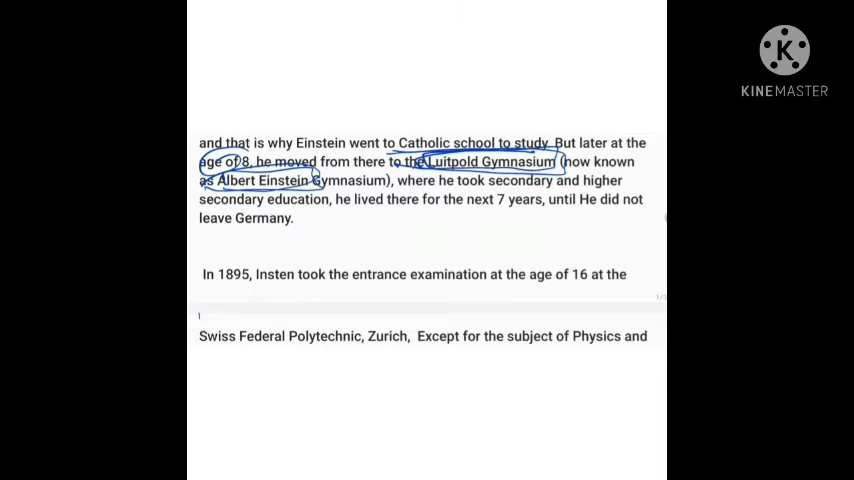 KINEMASTER
and that is why Einstein went to Catholic school to study. But later at the
age of 8, he moved from there to the Luitpold Gymnasium (now known
as Albert Einstein Gymnasium), where he took secondary and higher
secondary education, he lived there for the next 7 years, until He did not
leave Germany.
In 1895, Insten took the entrance examination at the age of 16 at the
Swiss Federal Polytechnic, Zurich, Except for the subject of Physics and